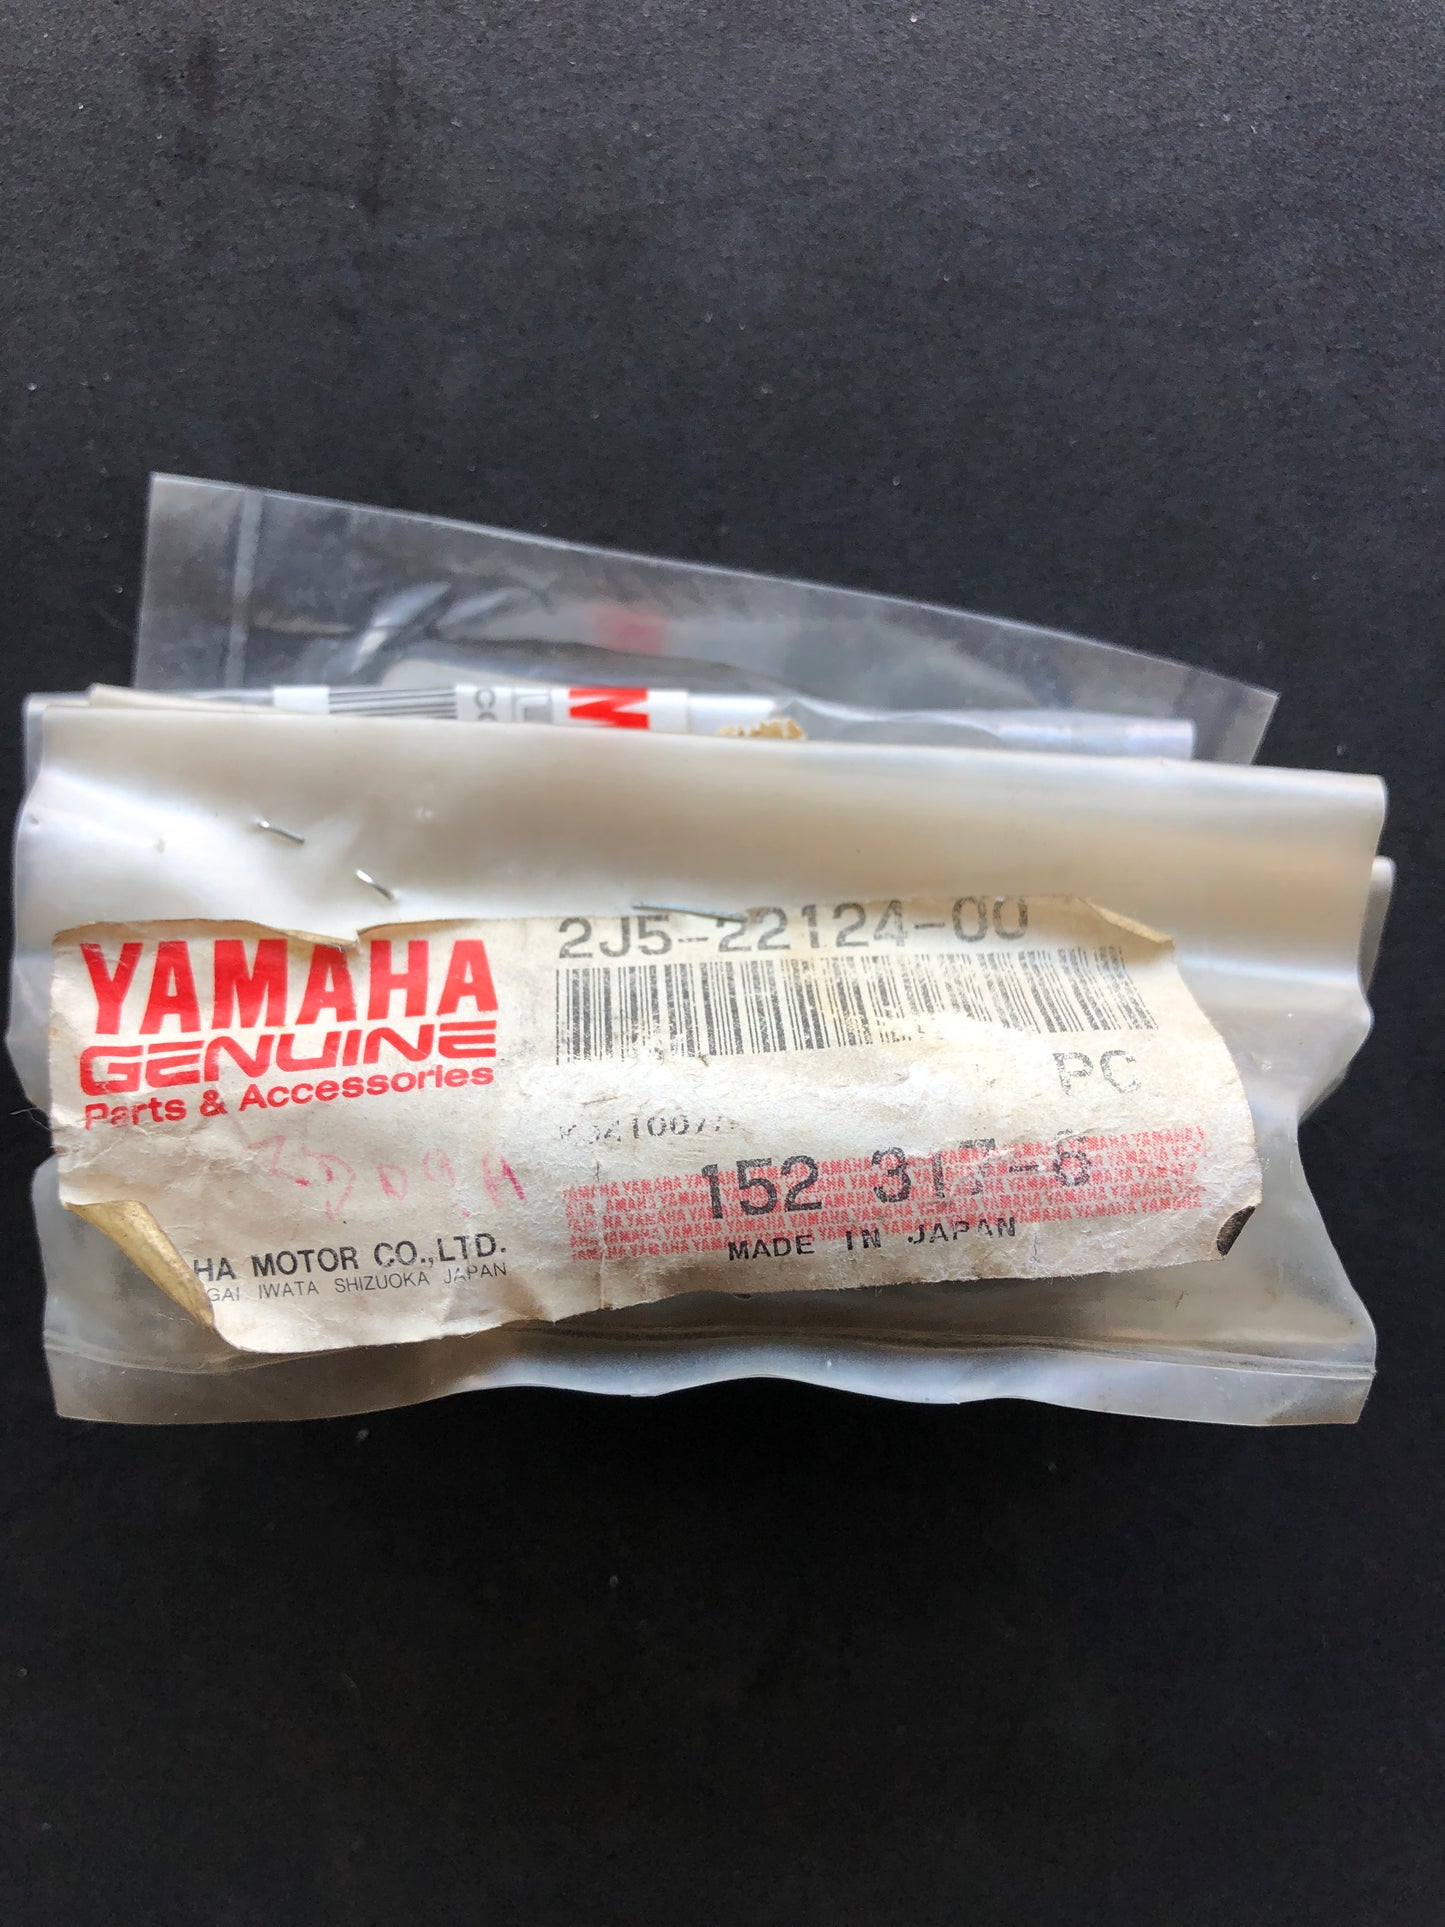 M
YAMAHA
GENUINE
Parts & Accessories
2J5-22124-00
PC
152 317-6
MADE IN JAPAN
HA MOTOR CO.,LTD.
GAI IWATA SHIZUOKA JAPAN